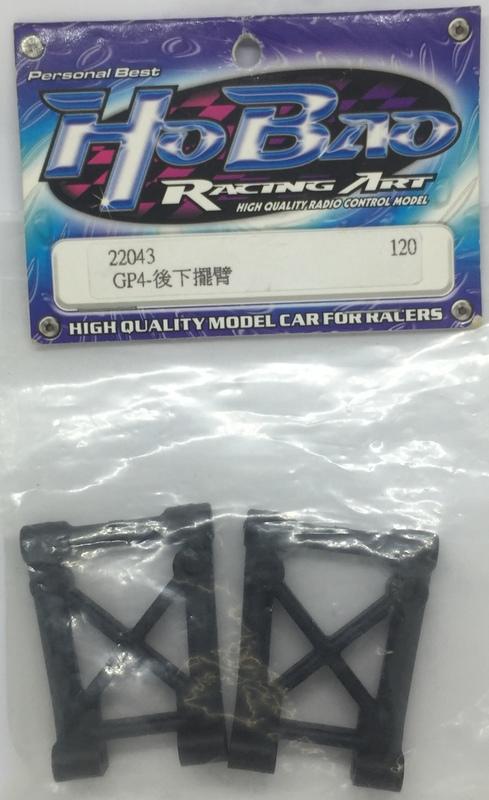 Personal Best
HoBao
RACING ART
HIGH QUALITY, RADIO CONTROL MODEL
22043 120
GP4-後下擺臂
HIGH QUALITY MODEL CAR FOR RACERS